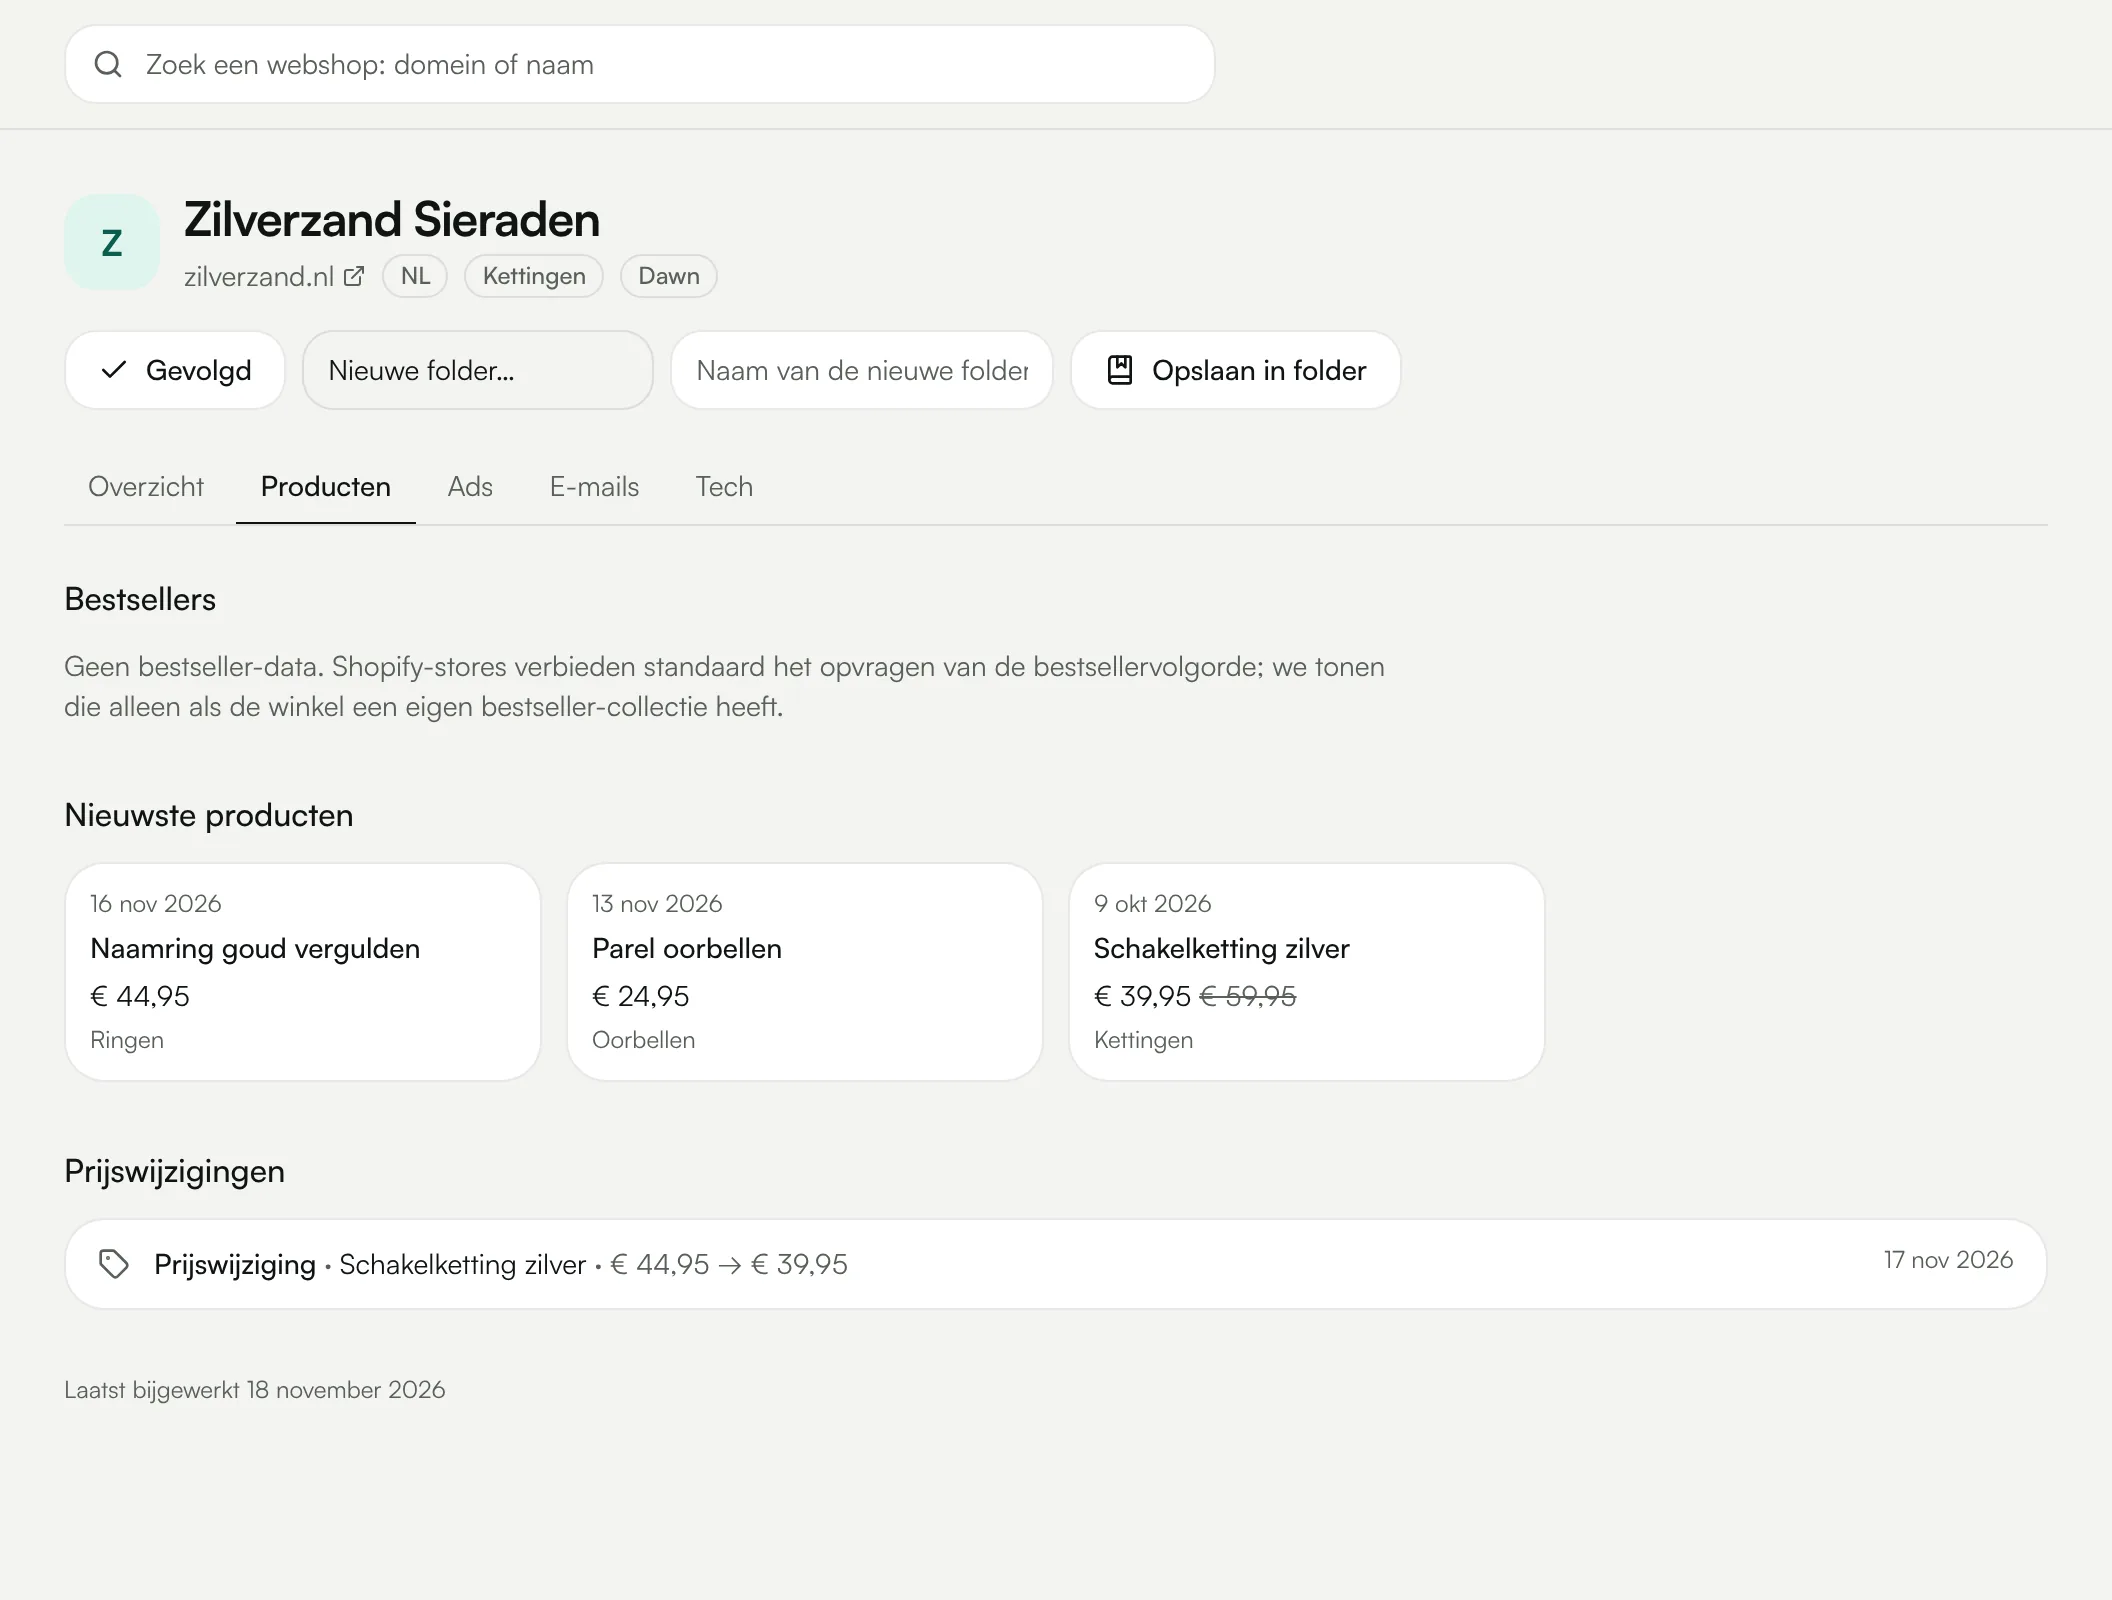 Zoek een webshop: domein of naam
Z
Zilverzand Sieraden
zilverzand.nl NL Kettingen Dawn
Gevolgd Nieuwe folder... Naam van de nieuwe folder Opslaan in folder
Overzicht Producten Ads E-mails Tech
Bestsellers
Geen bestseller-data. Shopify-stores verbieden standaard het opvragen van de bestsellervolgorde; we tonen
die alleen als de winkel een eigen bestseller-collectie heeft.
Nieuwste producten
16 nov 2026
Naamring goud vergulden
€ 44,95
Ringen
13 nov 2026
Parel oorbellen
€ 24,95
Oorbellen
9 okt 2026
Schakelketting zilver
€ 39,95 € 59,95
Kettingen
Prijswijzigingen
Prijswijziging · Schakelketting zilver · € 44,95 → € 39,95 17 nov 2026
Laatst bijgewerkt 18 november 2026